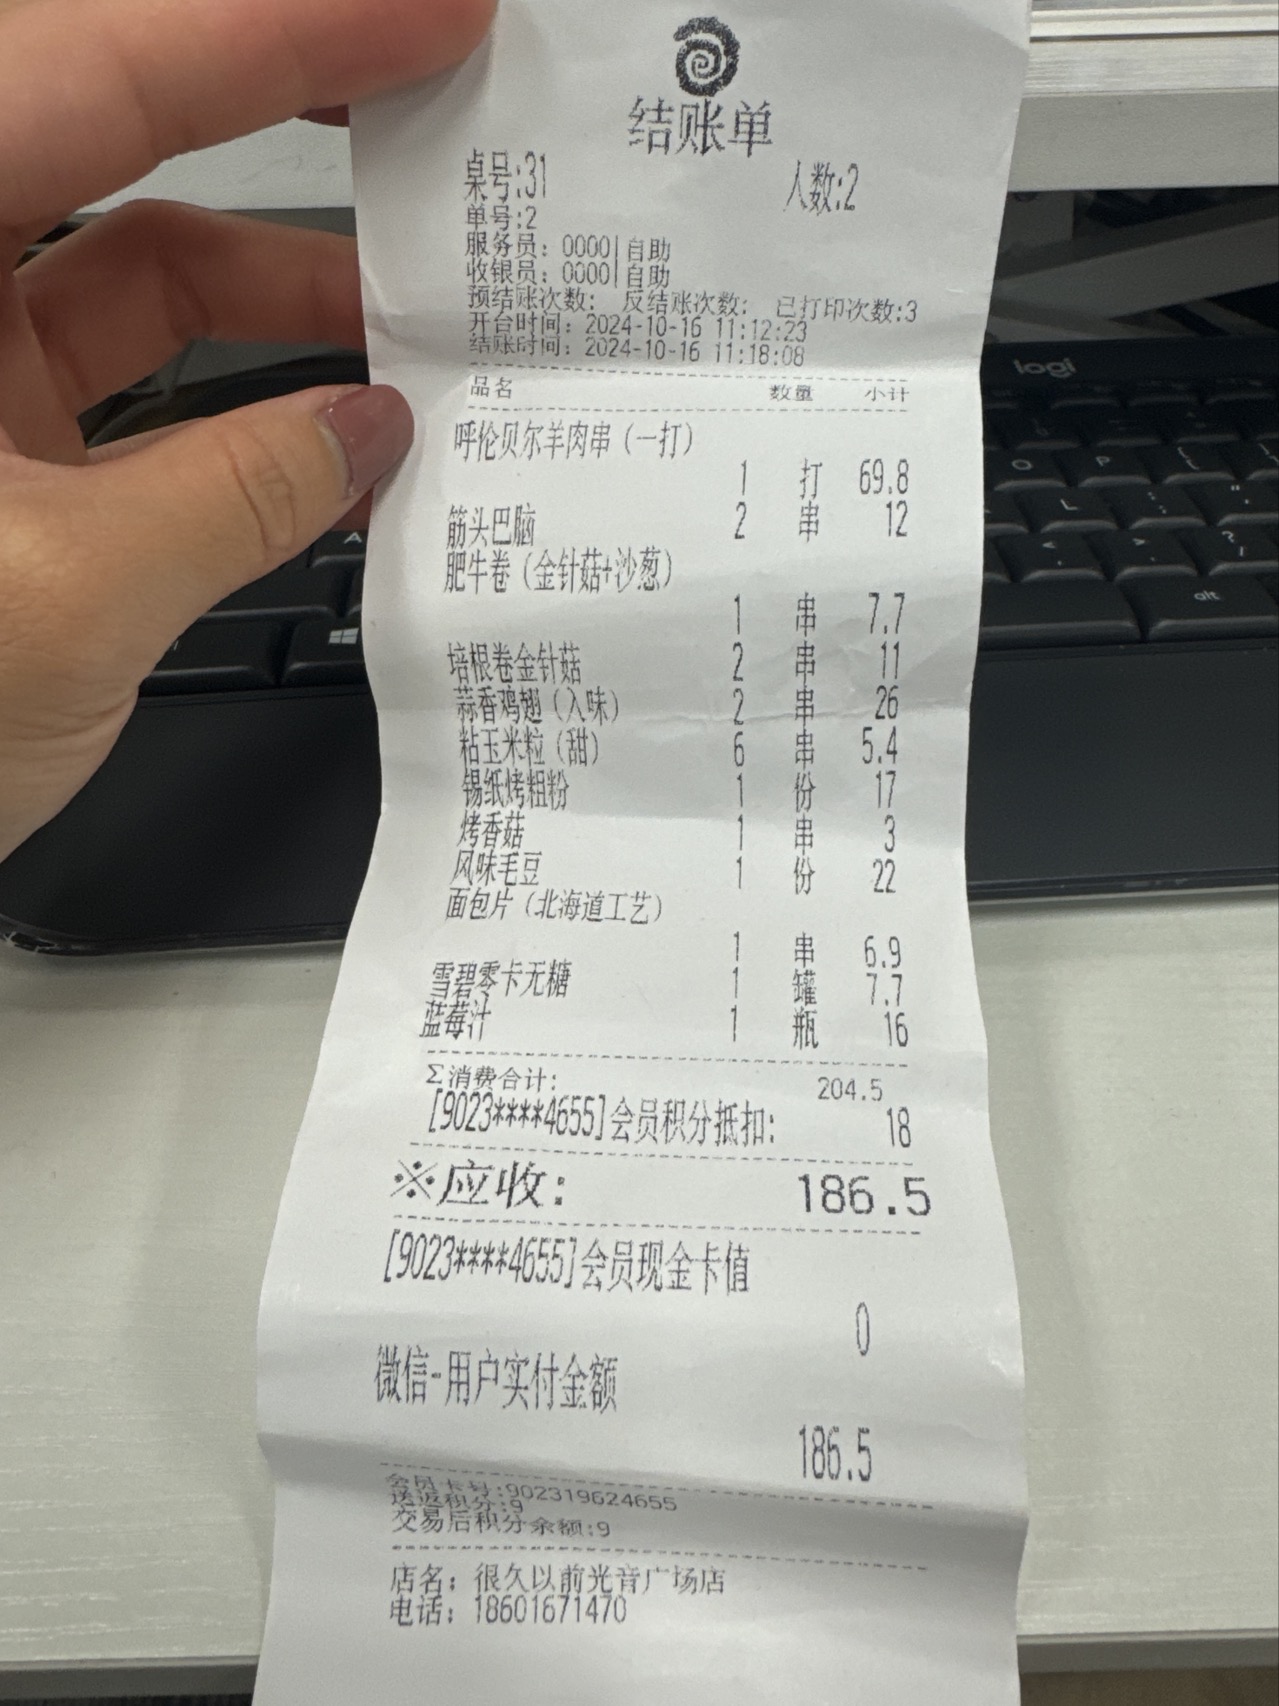 结账单
桌号:31 人数:2
单号:2
服务员: 0000|自助
收银员: 0000|自助
预结账次数: 反结账次数: 已打印次数:3
开台时间: 2024-10-16 11:12:23
结账时间: 2024-10-16 11:18:08
品名 数量 小计
呼伦贝尔羊肉串(一打)
1 打 69.8
筋头巴脑 2 串 12
肥牛卷(金针菇+沙葱)
1 串 7.7
培根卷金针菇 2 串 11
蒜香鸡翅(入味) 2 串 26
粘玉米粒(甜) 6 串 5.4
锡纸烤粗粉 1 份 17
烤香菇 1 串 3
风味毛豆 1 份 22
面包片(北海道工艺)
1 串 6.9
雪碧零卡无糖 1 罐 7.7
蓝莓汁 1 瓶 16
Σ消费合计: 204.5
[9023****4655]会员积分抵扣: 18
※应收: 186.5
[9023****4655]会员现金卡值
0
微信-用户实付金额
186.5
会员卡号:902319624655
送返积分:9
交易后积分余额:9
店名: 很久以前光音广场店
电话: 18601671470
logi
A
O
P
L
alt